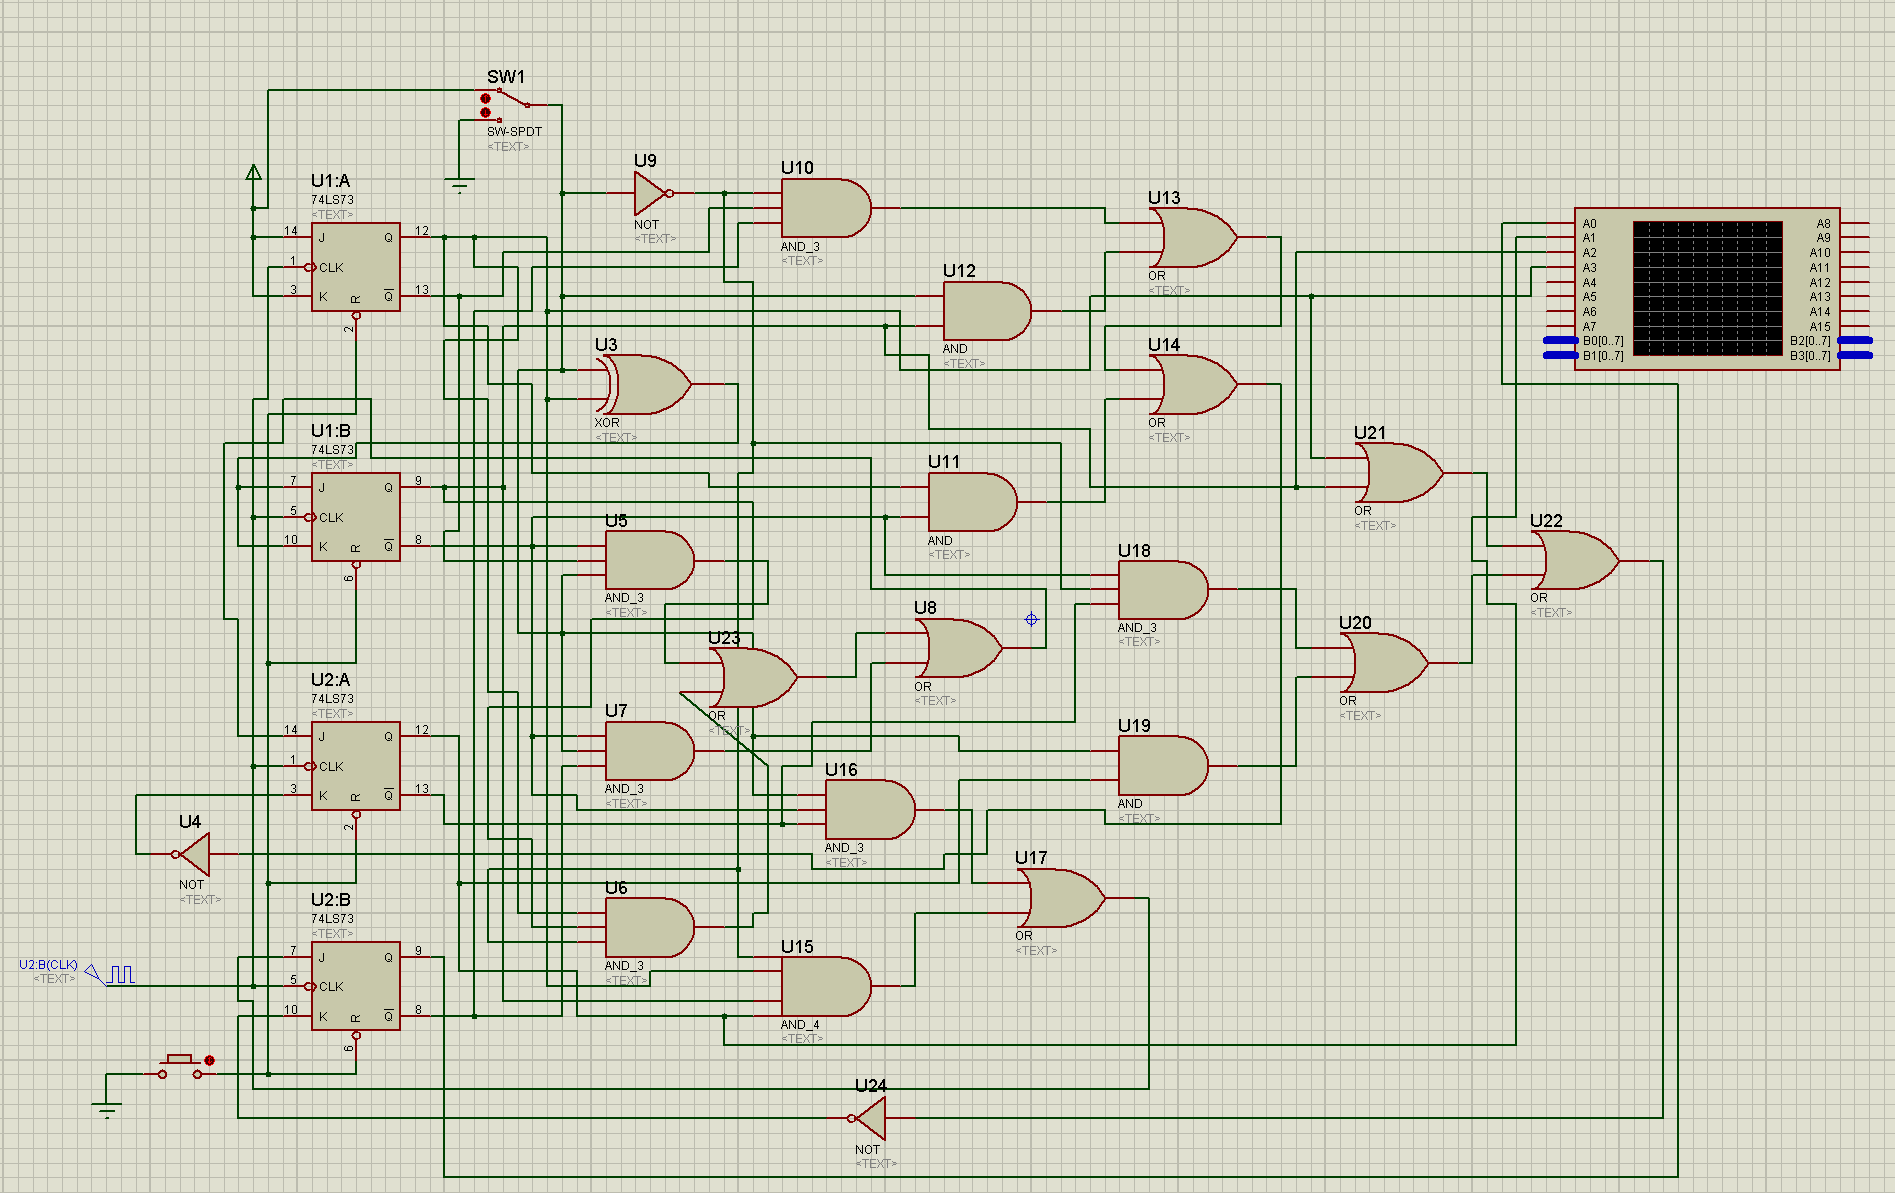 SW1
SW-SPDT
<TEXT>
U9
NOT
<TEXT>
U10
AND_3
<TEXT>
U13
OR
<TEXT>
U1:A
74LS73
<TEXT>
14 J Q 12
1 CLK
3 K R Q 13
2
U12
AND
<TEXT>
A0 A8
A1 A9
A2 A10
A3 A11
A4 A12
A5 A13
A6 A14
A7 A15
B0[0..7] B2[0..7]
B1[0..7] B3[0..7]
U3
XOR
<TEXT>
U14
OR
<TEXT>
U1:B
74LS73
<TEXT>
7 J Q 9
5 CLK
10 K R Q 8
6
U11
AND
<TEXT>
U21
OR
<TEXT>
U5
AND_3
<TEXT>
U22
OR
<TEXT>
U18
AND_3
<TEXT>
U8
OR
<TEXT>
U23
OR
<TEXT>
U20
OR
<TEXT>
U2:A
74LS73
<TEXT>
14 J Q 12
1 CLK
3 K R Q 13
2
U7
AND_3
<TEXT>
U19
AND
<TEXT>
U16
AND_3
<TEXT>
U4
NOT
<TEXT>
U17
OR
<TEXT>
U2:B
74LS73
<TEXT>
7 J Q 9
5 CLK
10 K R Q 8
6
U6
AND_3
<TEXT>
U15
AND_4
<TEXT>
U2:B(CLK)
<TEXT>
U24
NOT
<TEXT>